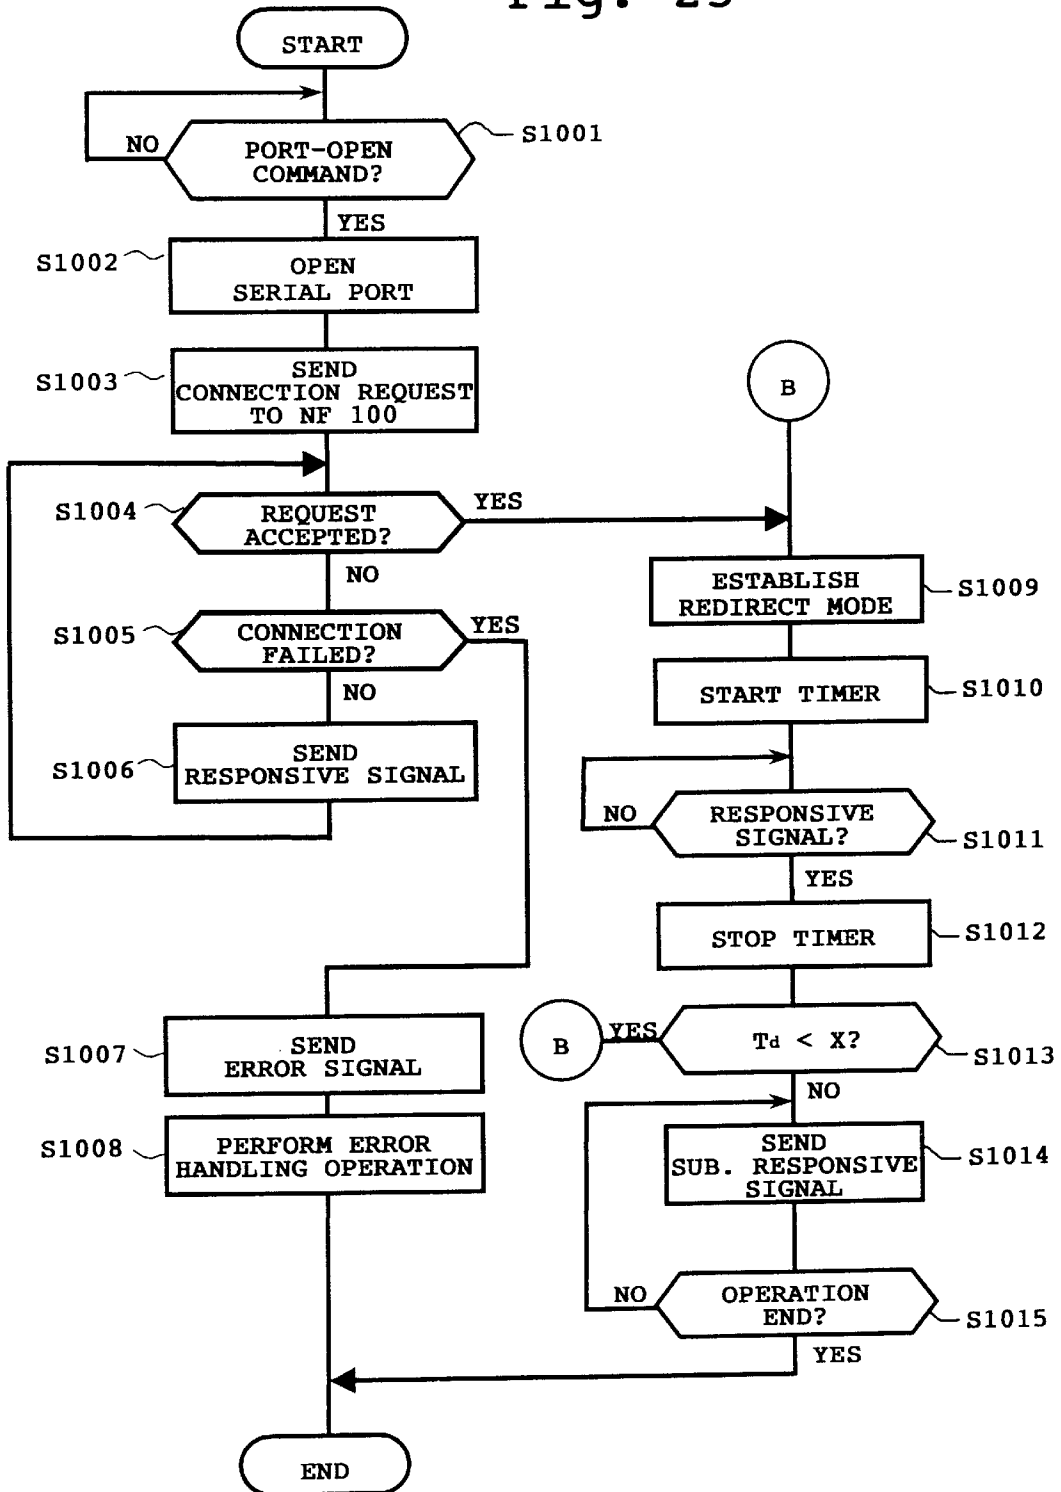 START
NO
PORT-OPEN
COMMAND?
S1001
YES
S1002
OPEN
SERIAL PORT
S1003
SEND
CONNECTION REQUEST
TO NF 100
S1004
REQUEST
ACCEPTED?
YES
NO
S1005
CONNECTION
FAILED?
YES
NO
S1006
SEND
RESPONSIVE SIGNAL
S1007
SEND
ERROR SIGNAL
S1008
PERFORM ERROR
HANDLING OPERATION
B
ESTABLISH
REDIRECT MODE
S1009
START TIMER
S1010
NO
RESPONSIVE
SIGNAL?
S1011
YES
STOP TIMER
S1012
B
YES
Td < X?
S1013
NO
SEND
SUB. RESPONSIVE
SIGNAL
S1014
NO
OPERATION
END?
S1015
YES
END